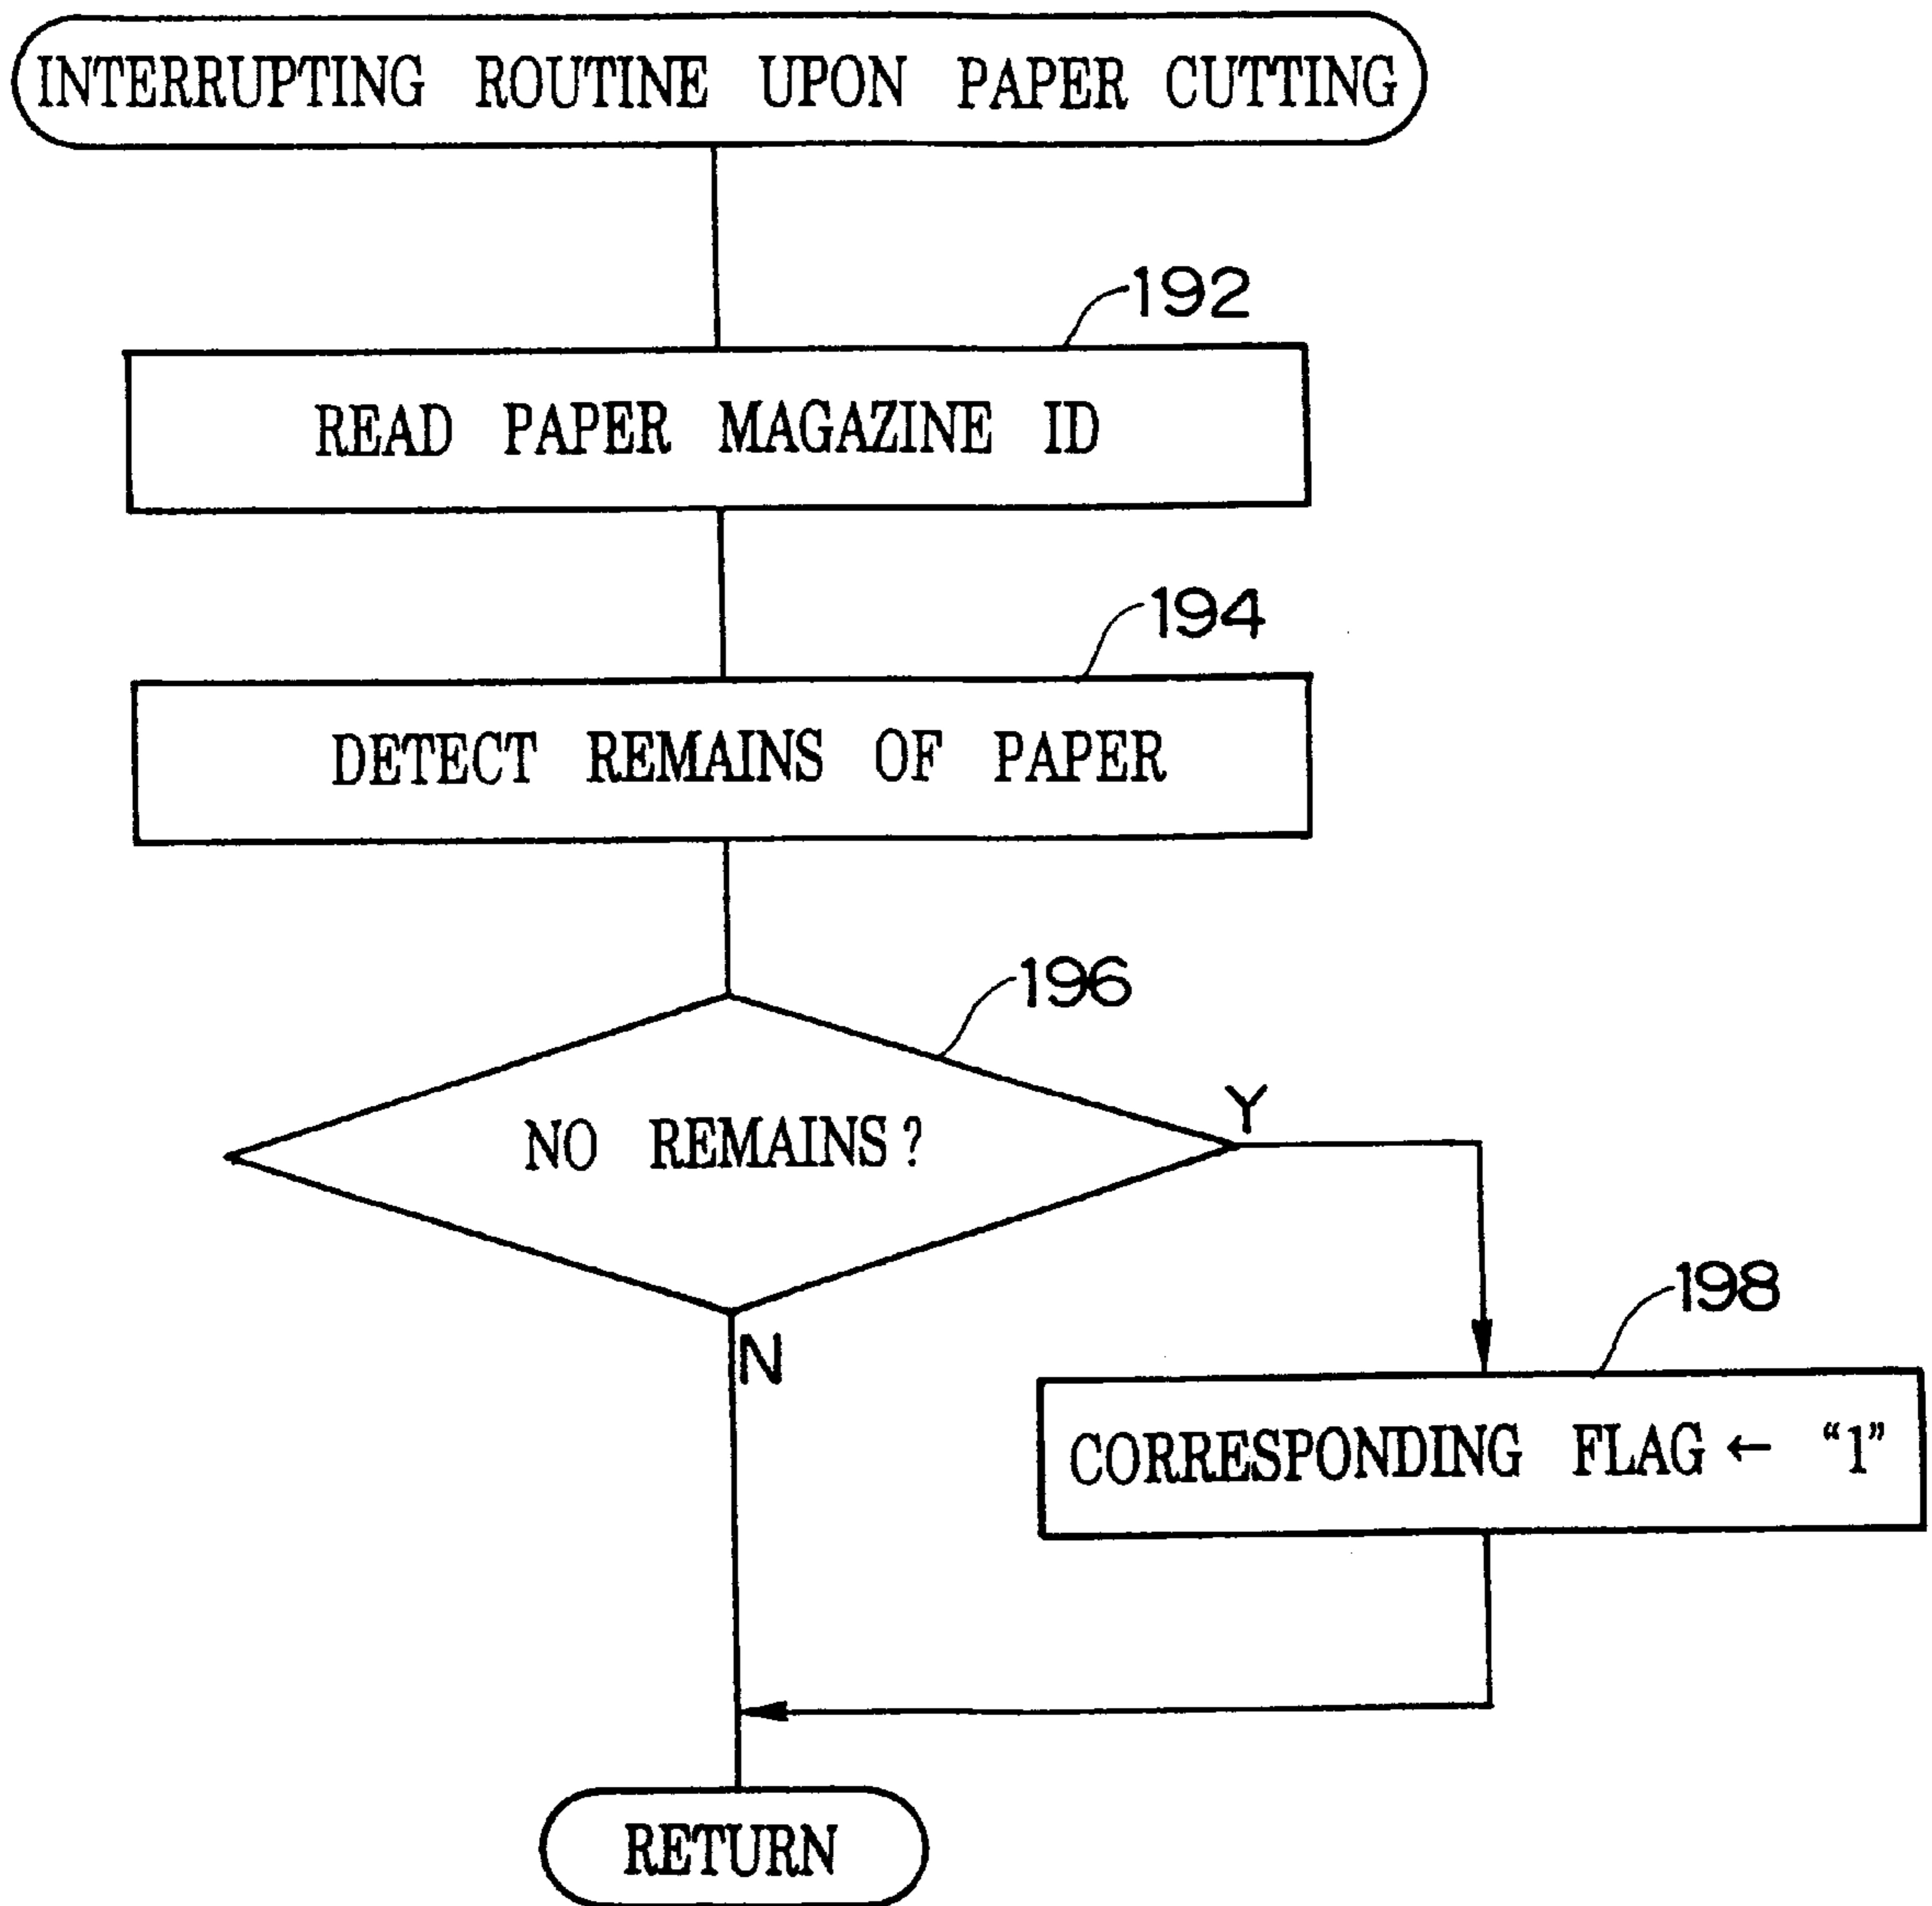 INTERRUPTING ROUTINE UPON PAPER CUTTING
192
READ PAPER MAGAZINE ID
194
DETECT REMAINS OF PAPER
196
NO REMAINS?
Y
N
198
CORRESPONDING FLAG ← “1”
RETURN